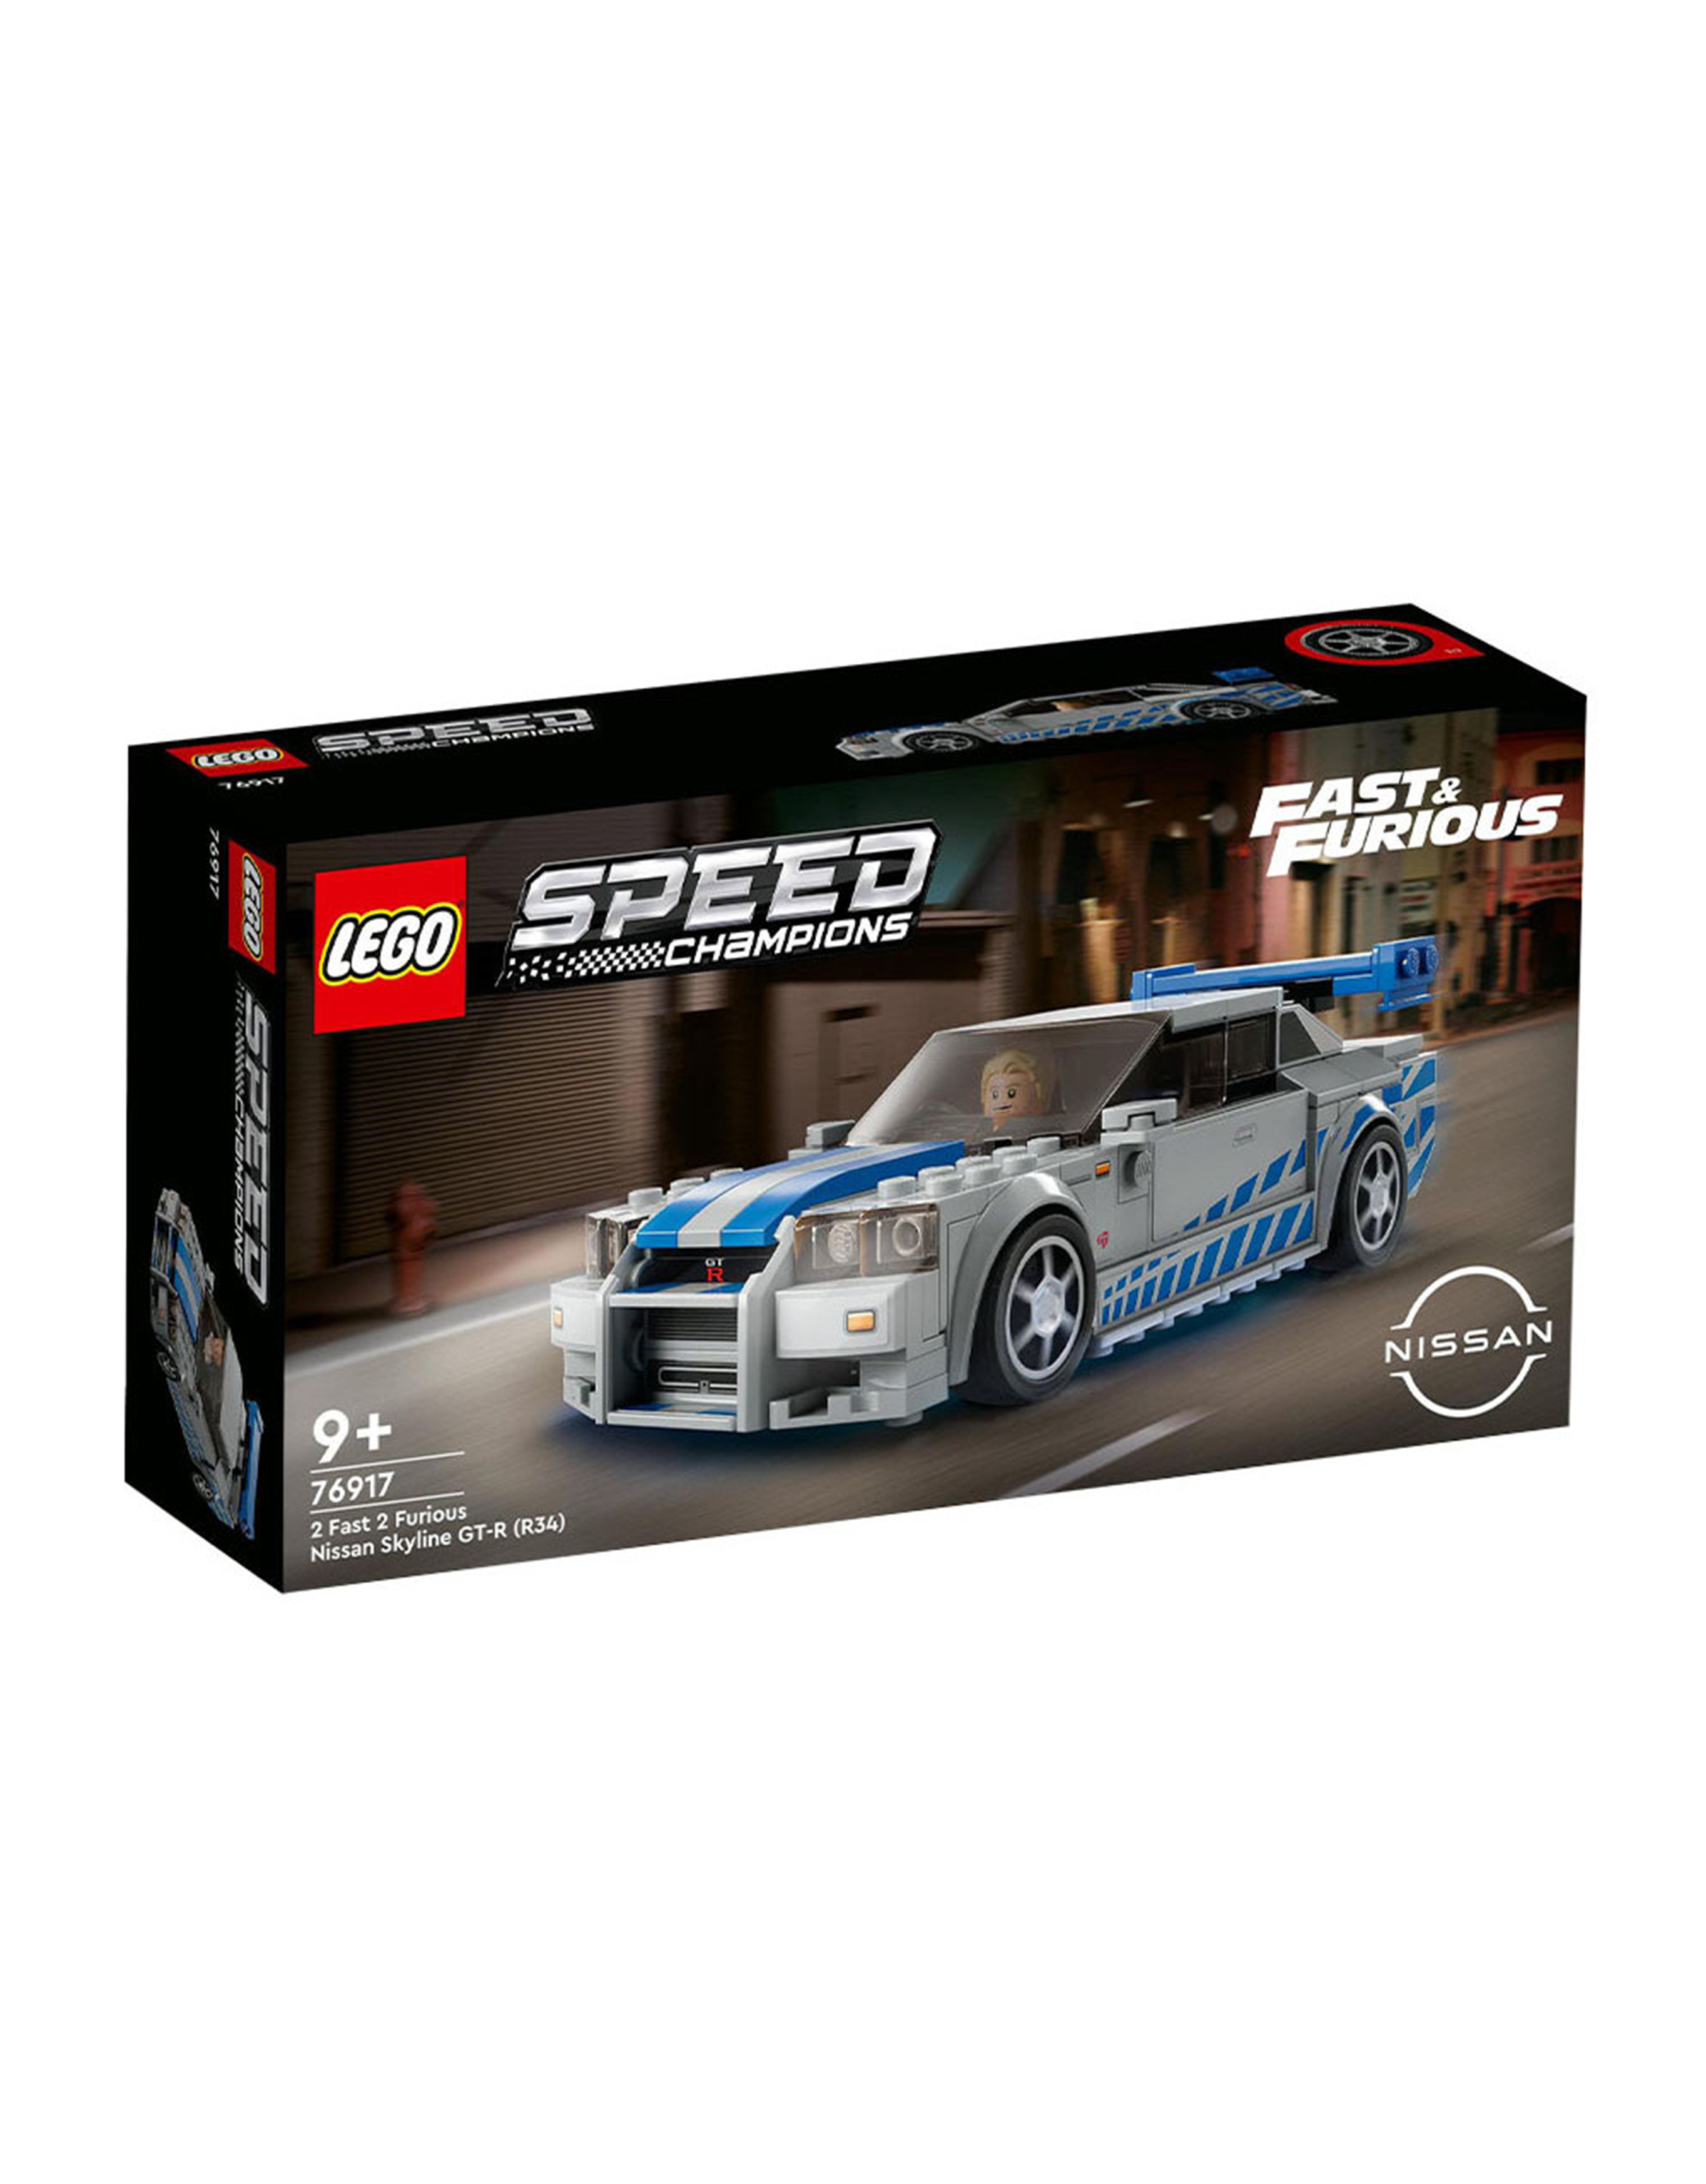 LEGO
SPEED
CHAMPIONS
76917
76917
LEGO
SPEED
CHAMPIONS
LEGO
SPEED
CHAMPIONS
FAST &
FURIOUS
GT
R
NISSAN
9+
76917
2 Fast 2 Furious
Nissan Skyline GT-R (R34)